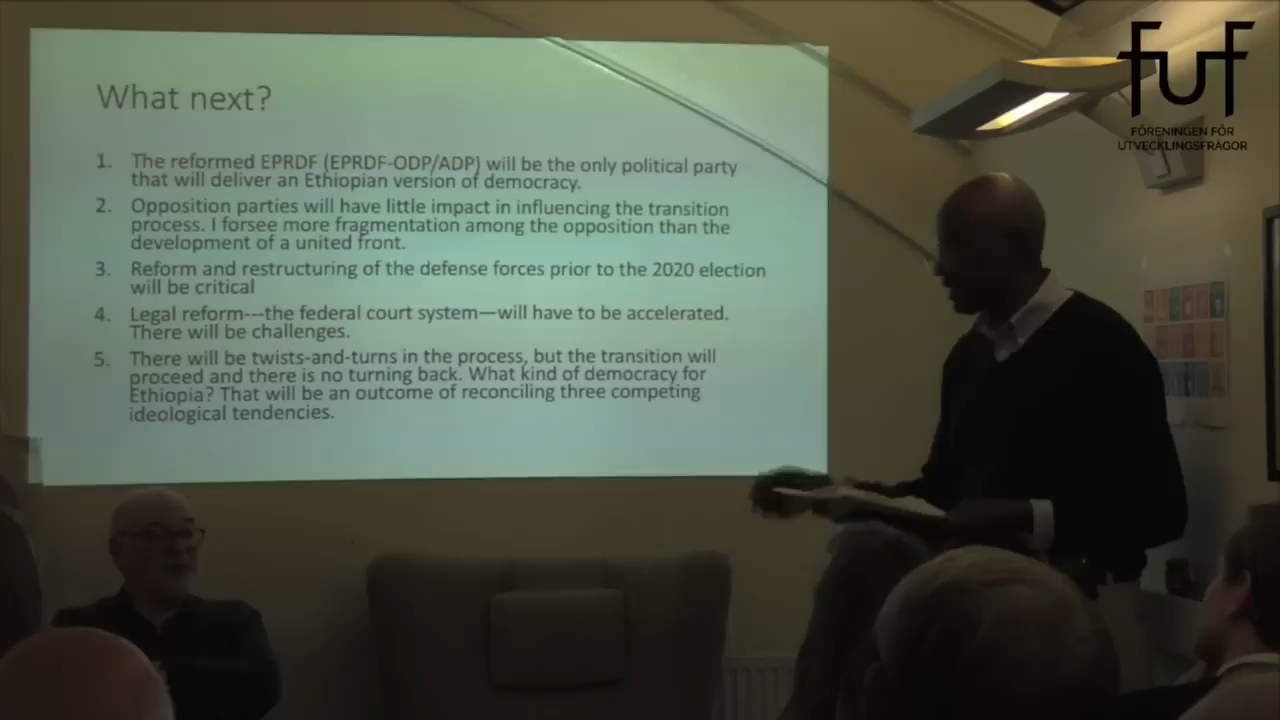 What next?
1. The reformed EPRDF (EPRDF-ODP/ADP) will be the only political party
that will deliver an Ethiopian version of democracy.
2. Opposition parties will have little impact in influencing the transition
process. I forsee more fragmentation among the opposition than the
development of a united front.
3. Reform and restructuring of the defense forces prior to the 2020 election
will be critical
4. Legal reform---the federal court system—will have to be accelerated.
There will be challenges.
5. There will be twists-and-turns in the process, but the transition will
proceed and there is no turning back. What kind of democracy for
Ethiopia? That will be an outcome of reconciling three competing
ideological tendencies.
fuf
FÖRENINGEN FÖR
UTVECKLINGSFRÅGOR